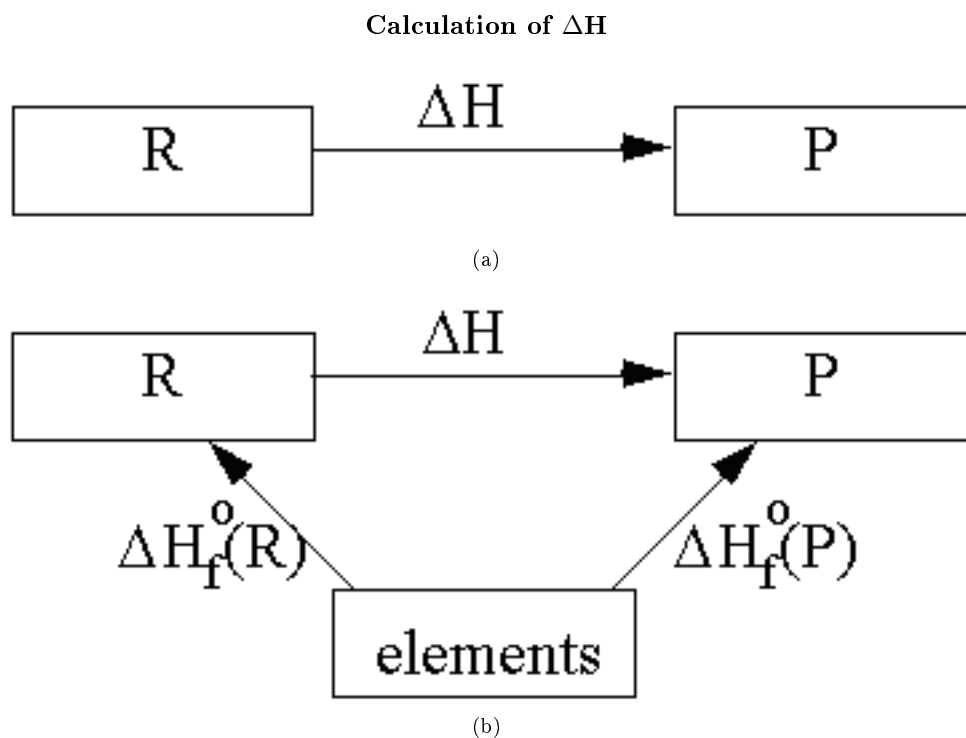 Calculation of ΔH
ΔH
R P
(a)
ΔH
R P
ΔH°f(R) ΔH°f(P)
elements
(b)